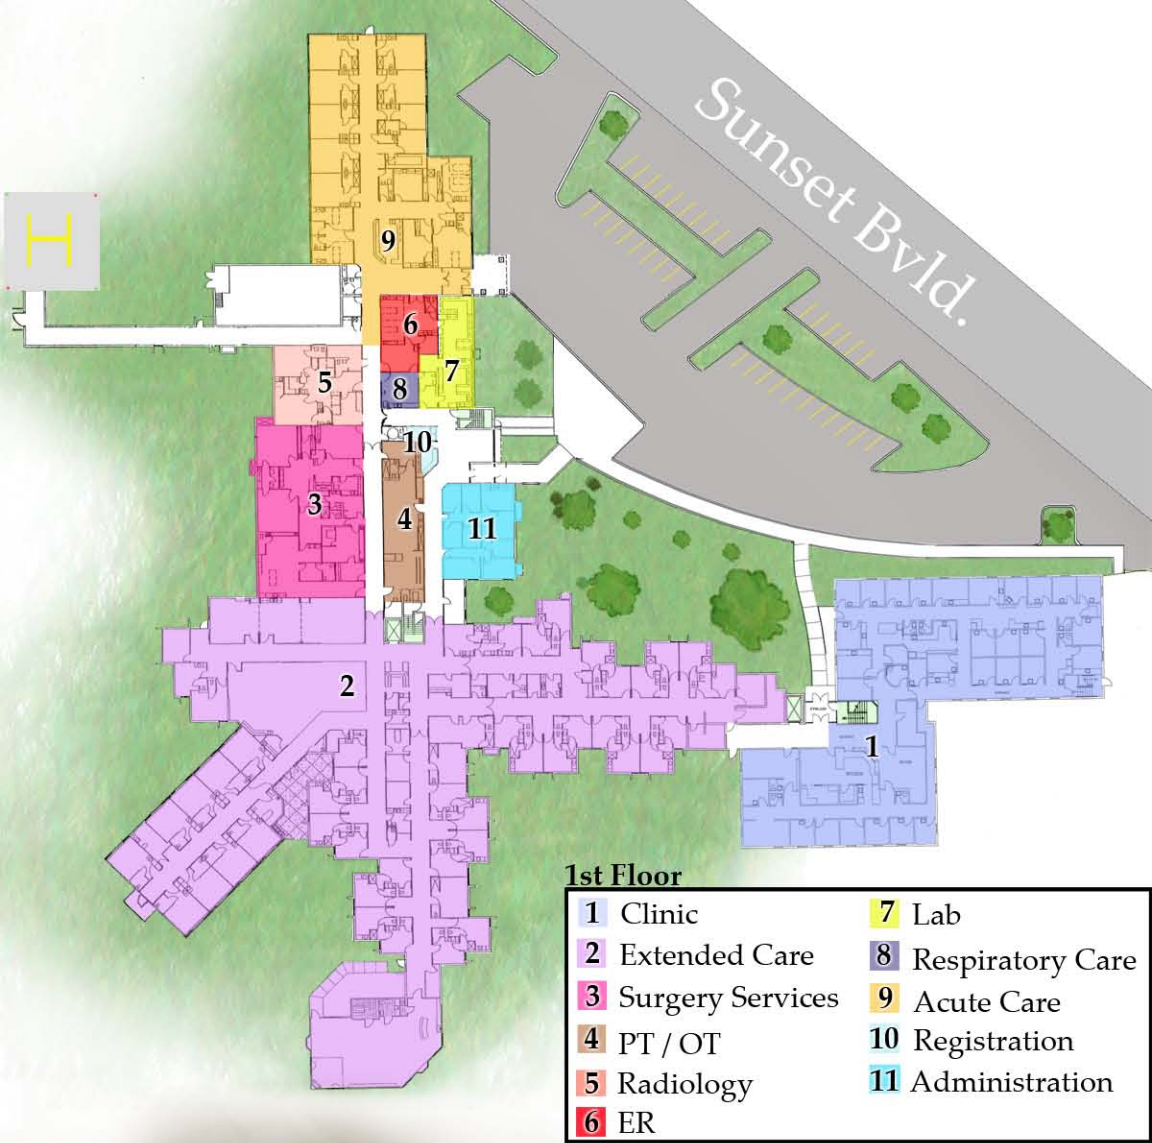 Sunset Bvld.
H
9
6
7
5
8
10
3
4
11
2
1
1st Floor
1 Clinic
2 Extended Care
3 Surgery Services
4 PT / OT
5 Radiology
6 ER
7 Lab
8 Respiratory Care
9 Acute Care
10 Registration
11 Administration